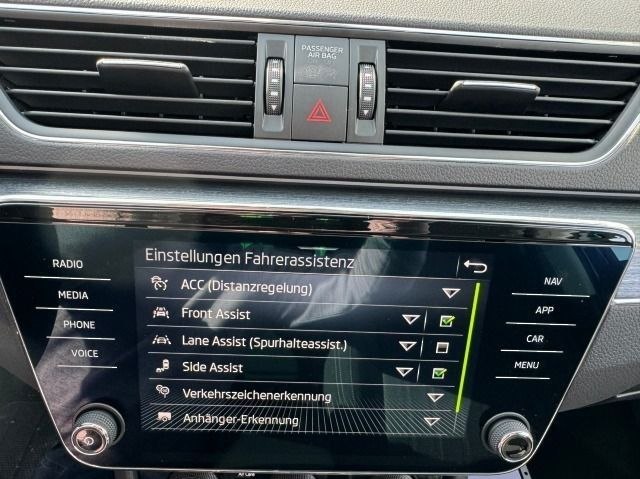 PASSENGER
AIR BAG
Einstellungen Fahrerassistenz
RADIO
MEDIA
PHONE
VOICE
ACC (Distanzregelung)
Front Assist
Lane Assist (Spurhalteassist.)
Side Assist
Verkehrszeichenerkennung
Anhänger-Erkennung
NAV
APP
CAR
MENU